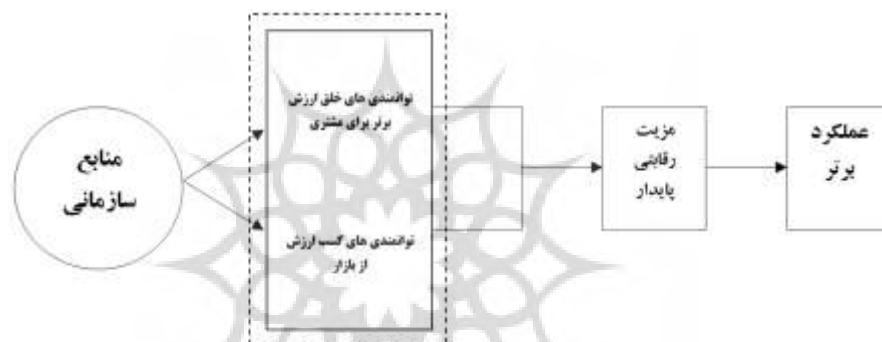 منابع
سازمانی
توانمندی های خلق ارزش
برتر برای مشتری
توانمندی های کسب ارزش
از بازار
مزیت
رقابتی
پایدار
عملکرد
برتر